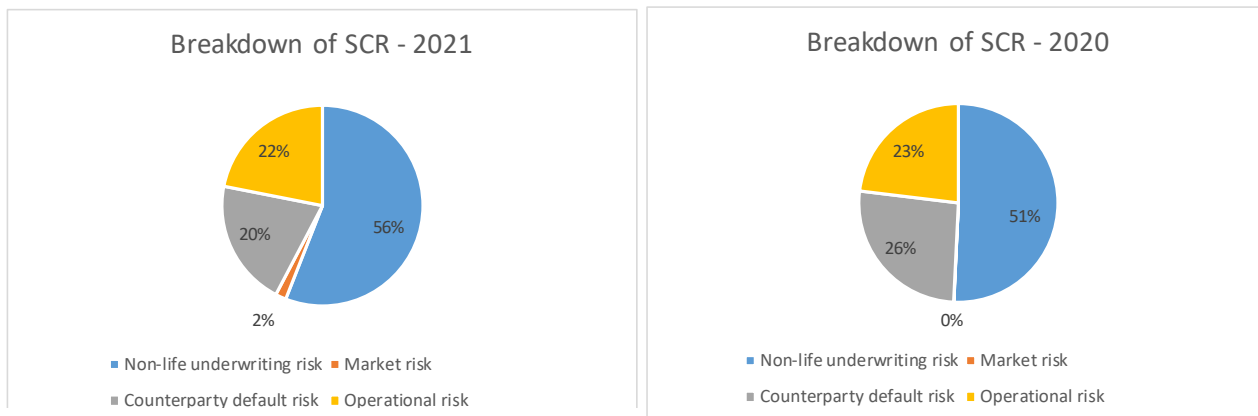 Breakdown of SCR - 2021
22%
56%
20%
2%
Non-life underwriting risk Market risk
Counterparty default risk Operational risk
Breakdown of SCR - 2020
23%
51%
26%
0%
Non-life underwriting risk Market risk
Counterparty default risk Operational risk